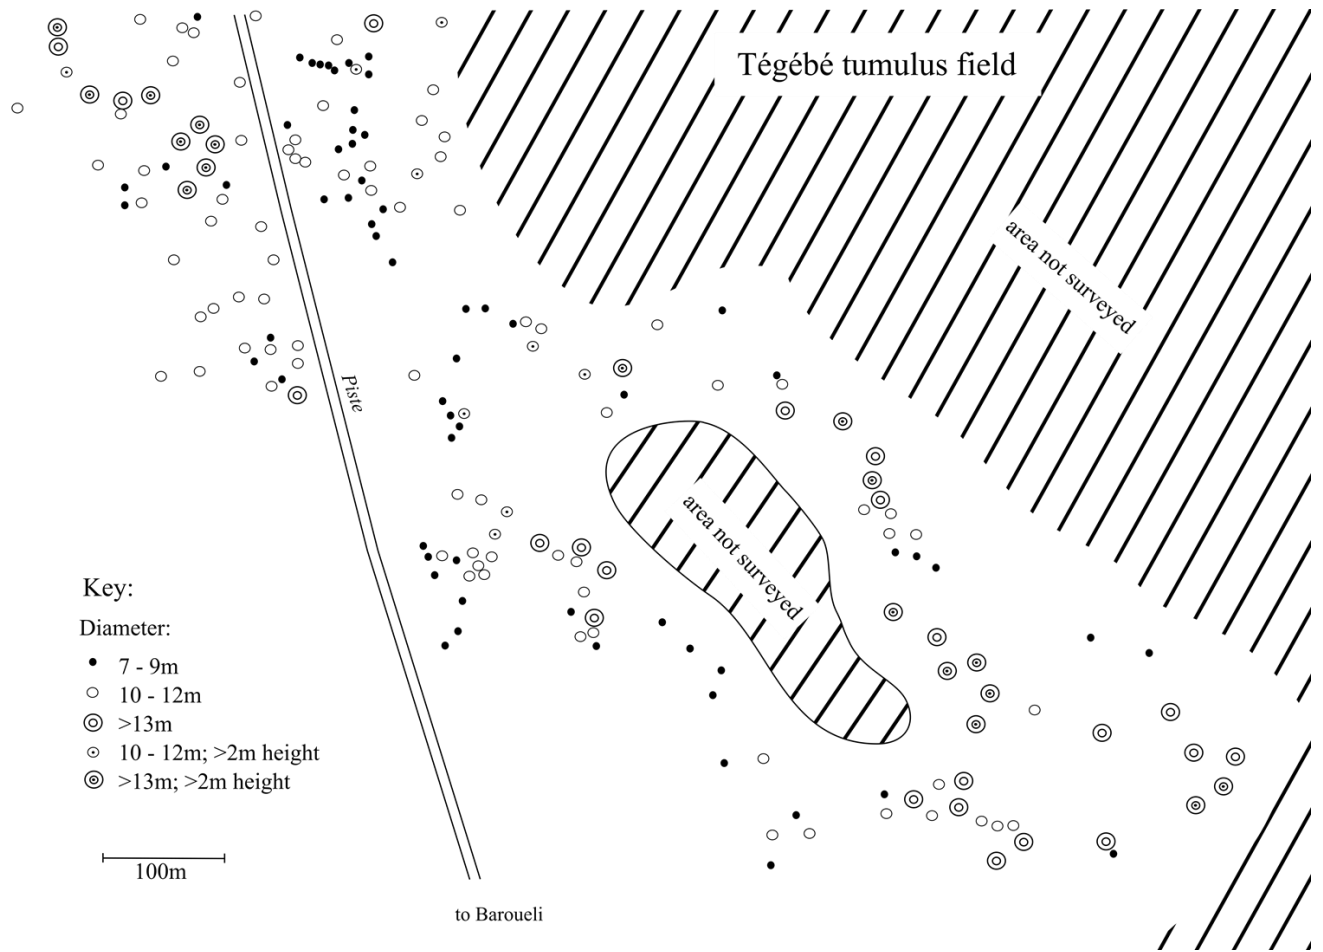 Tégébé tumulus field
area not surveyed
Piste
area not surveyed
Key:
Diameter:
7 - 9m
10 - 12m
>13m
10 - 12m; >2m height
>13m; >2m height
100m
to Baroueli